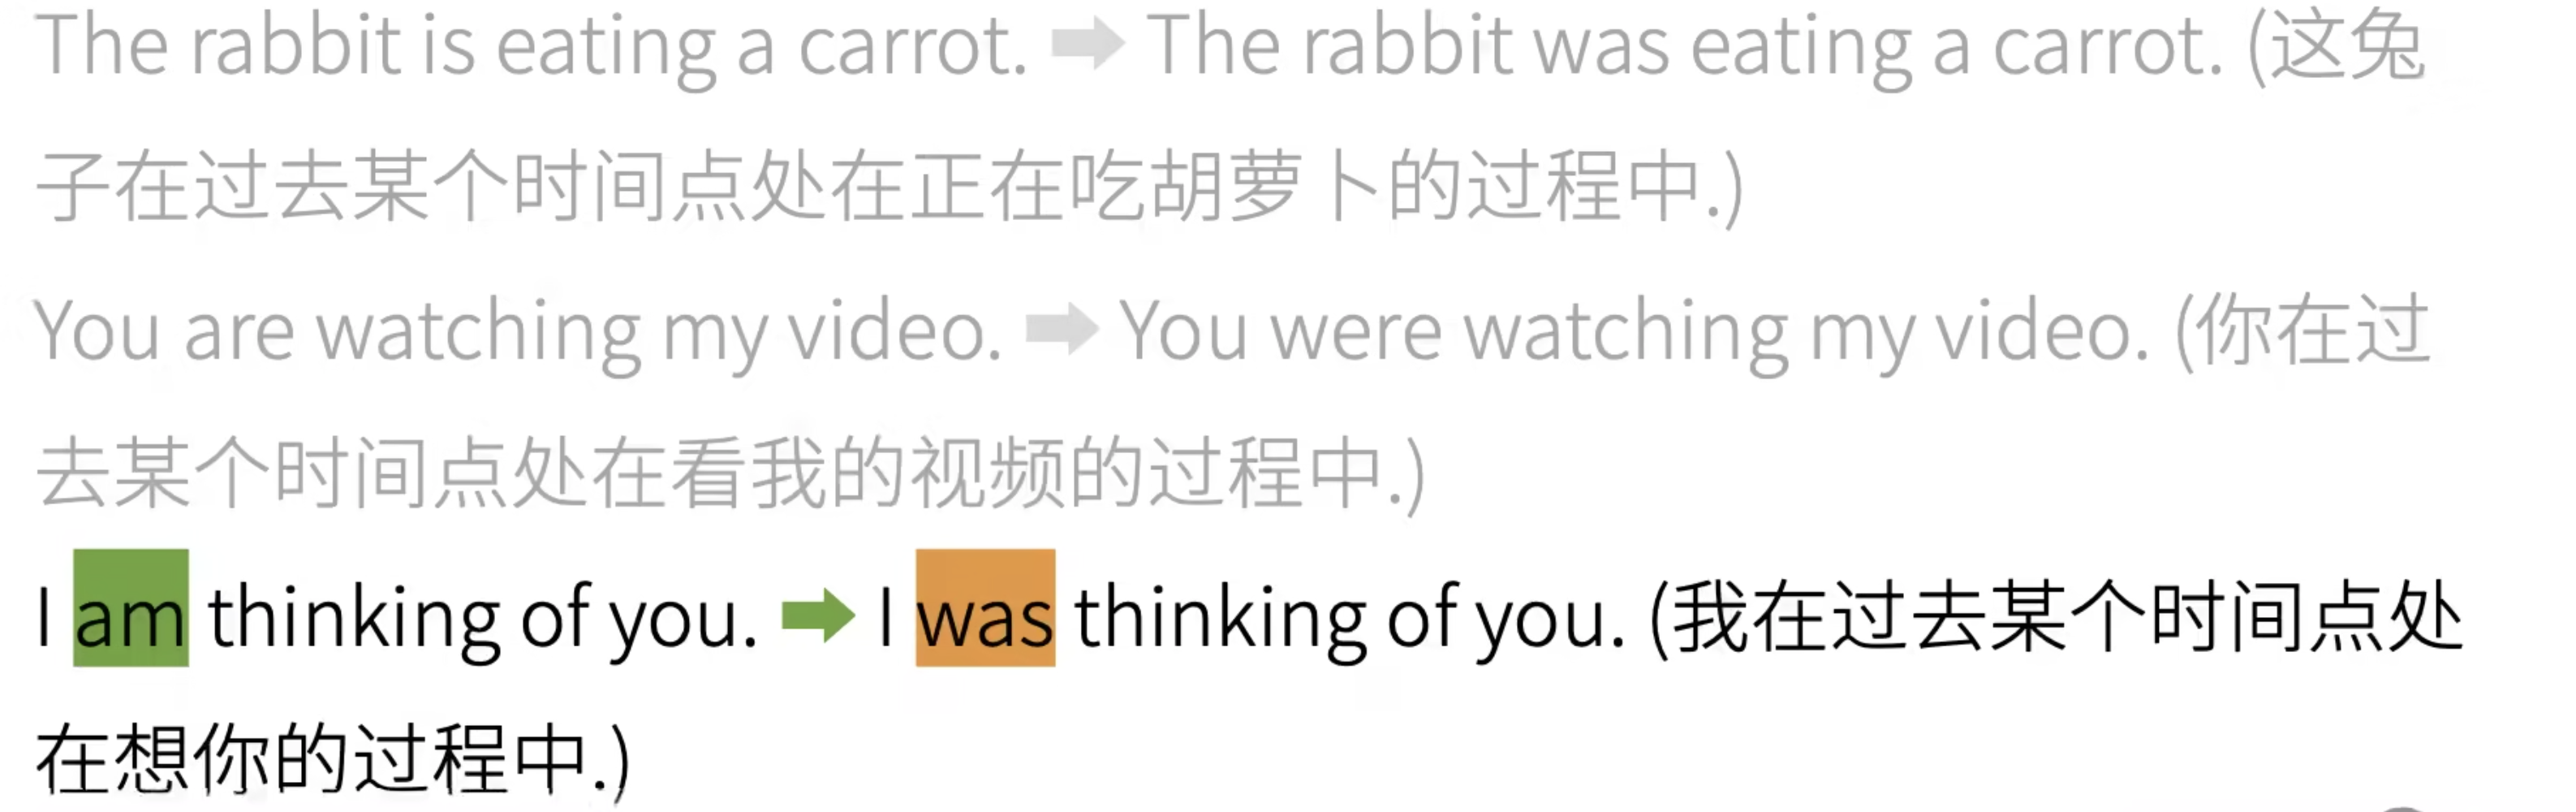 The rabbit is eating a carrot. ➡ The rabbit was eating a carrot. (这兔
子在过去某个时间点处在正在吃胡萝卜的过程中.)
You are watching my video. ➡ You were watching my video. (你在过
去某个时间点处在看我的视频的过程中.)
I am thinking of you. ➡ I was thinking of you. (我在过去某个时间点处
在想你的过程中.)